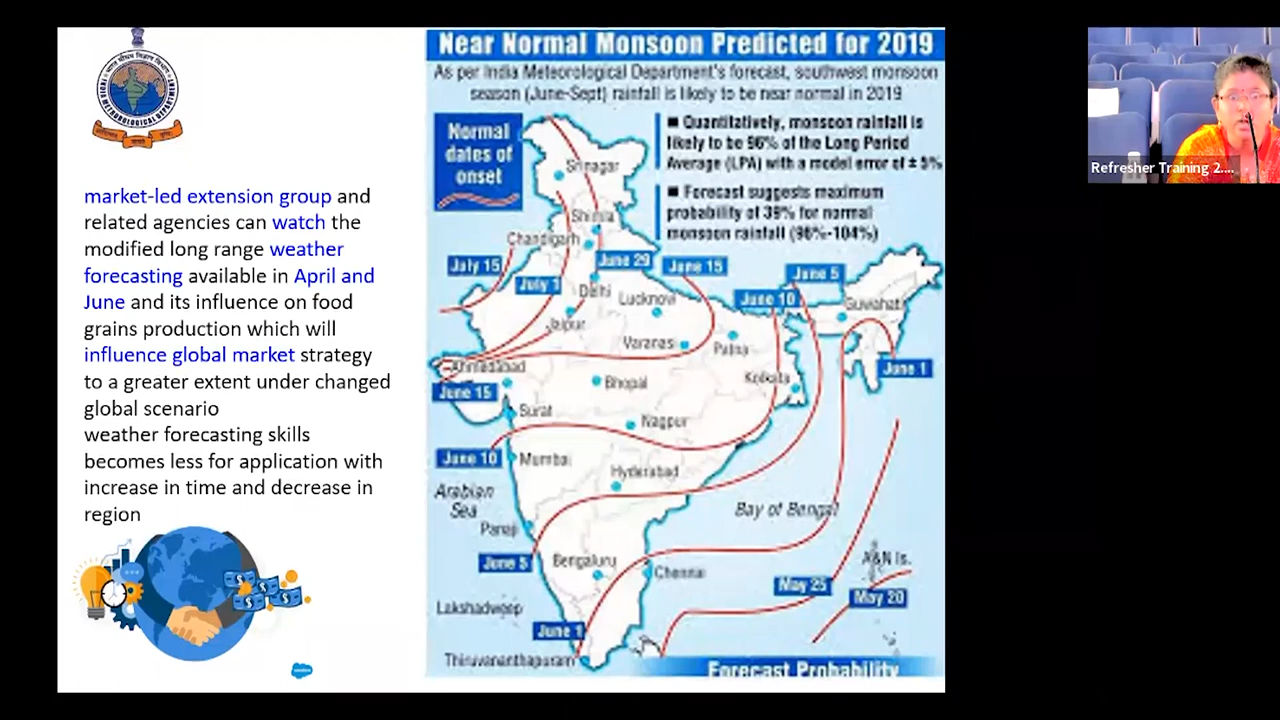 market-led extension group and
related agencies can watch the
modified long range weather
forecasting available in April and
June and its influence on food
grains production which will
influence global market strategy
to a greater extent under changed
global scenario
weather forecasting skills
becomes less for application with
increase in time and decrease in
region
Near Normal Monsoon Predicted for 2019
As per India Meteorological Department's forecast, southwest monsoon
season (June-Sept) rainfall is likely to be near normal in 2019
Normal
dates of
onset
■ Quantitatively, monsoon rainfall is
likely to be 96% of the Long Period
Average (LPA) with a model error of ± 5%
■ Forecast suggests maximum
probability of 39% for normal
monsoon rainfall (96%-104%)
Srinagar
Shimla
Chandigarh
July 15
June 29
June 15
June 5
July 1
Delhi
Lucknow
June 10
Guwahati
Jaipur
Varanas
Patna
Ahmedabad
June 1
Bhopal
Kolkata
June 15
Surat
Nagpur
June 10
Mumbai
Hyderabad
Arabian
Sea
Bay of Bengal
Panaji
June 5
Bengaluru
Chennai
A&N Is.
May 25
May 20
Lakshadweep
June 1
Thiruvananthapuram
Forecast Probability
Refresher Training 2....